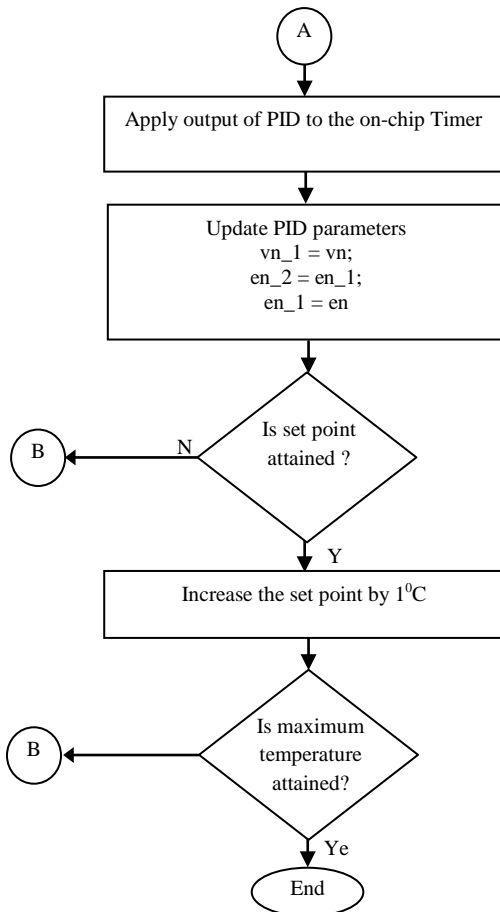 A
Apply output of PID to the on-chip Timer
Update PID parameters
vn_1 = vn;
en_2 = en_1;
en_1 = en
Is set point
attained ?
N
B
Y
Increase the set point by 1⁰C
Is maximum
temperature
attained?
B
Ye
End